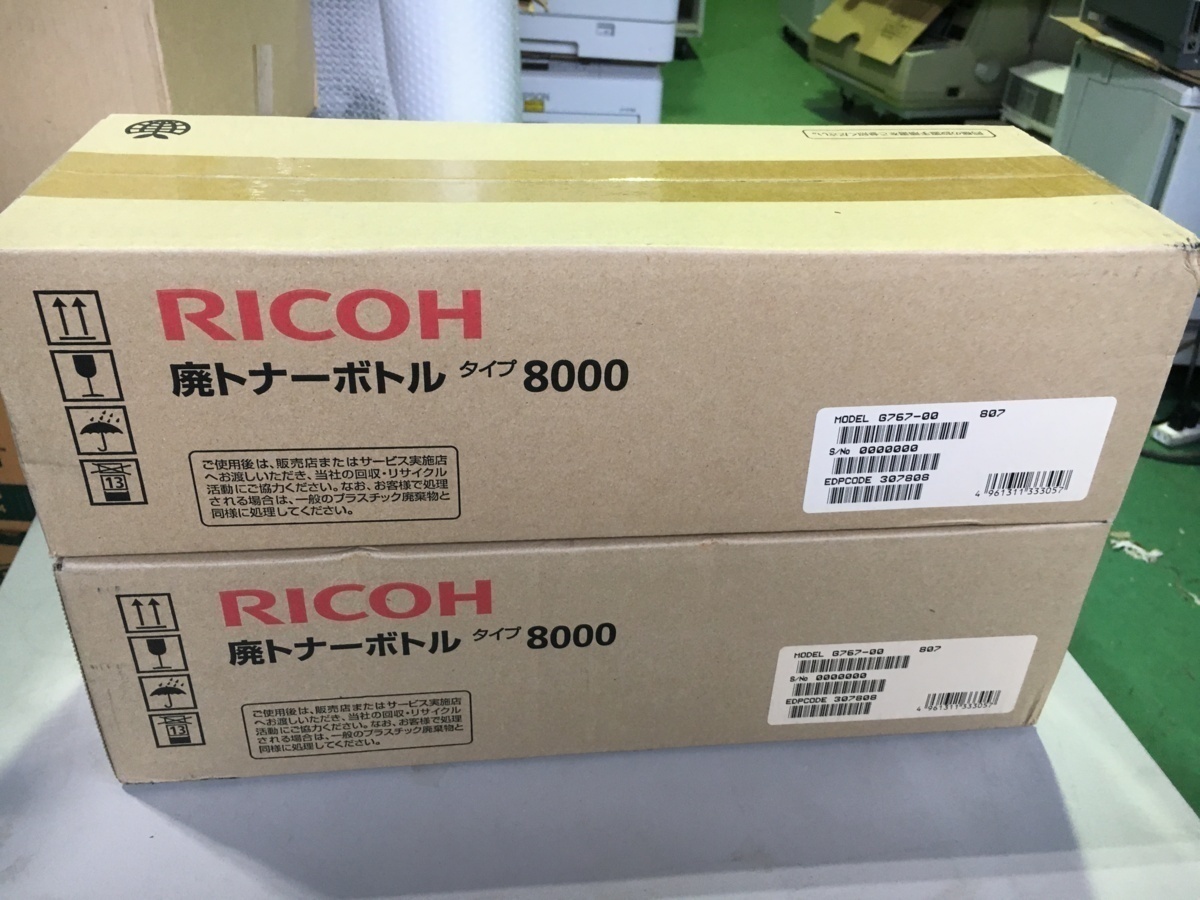 RICOH
廃トナーボトル タイプ 8000
13
ご使用後は、販売店またはサービス実施店
へお渡しいただき、当社の回収・リサイクル
活動にご協力ください。なお、お客様で処理
される場合は、一般のプラスチック廃棄物と
同様に処理してください。
MODEL G767-00 807
S/No 0000000
EDPCODE 307808
4 961311 333057
RICOH
廃トナーボトル タイプ 8000
13
ご使用後は、販売店またはサービス実施店
へお渡しいただき、当社の回収・リサイクル
活動にご協力ください。なお、お客様で処理
される場合は、一般のプラスチック廃棄物と
同様に処理してください。
MODEL G767-00 807
S/No 0000000
EDPCODE 307808
4 961311 333057